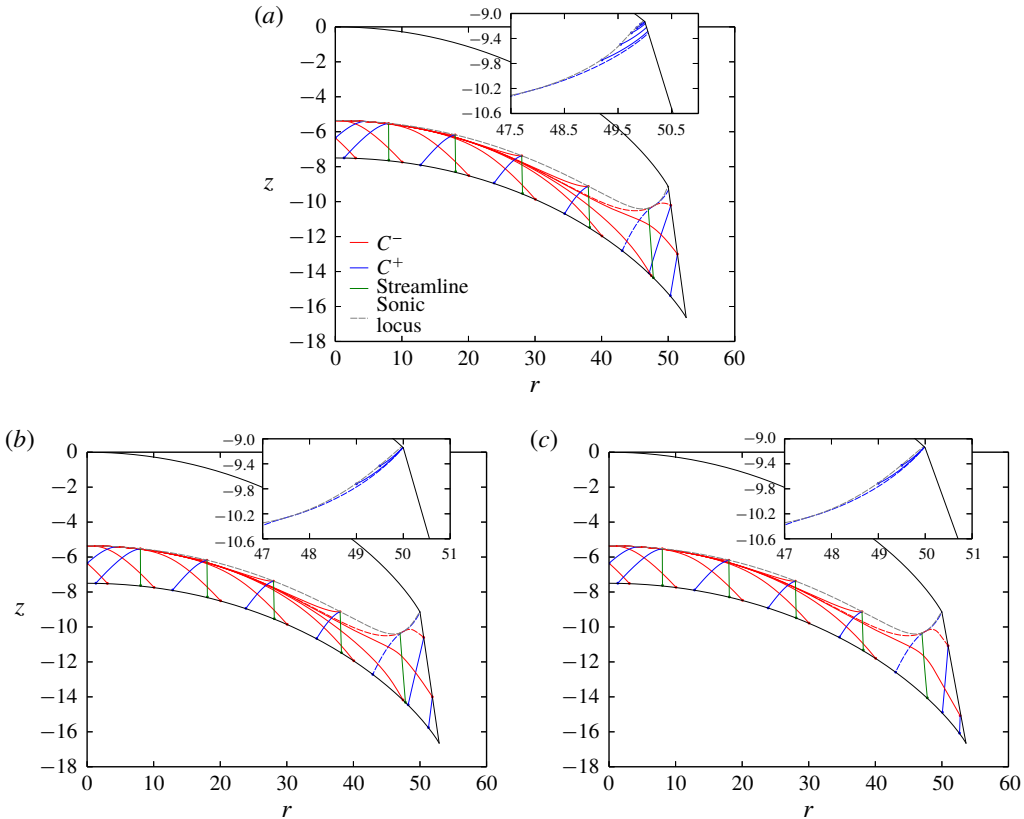 (a)
0
−2
−4
−6
−8
−10
−12
−14
−16
−18
z
0 10 20 30 40 50 60
r
C−
C+
Streamline
Sonic
locus
−9.0
−9.4
−9.8
−10.2
−10.6
47.5 48.5 49.5 50.5
(b)
0
−2
−4
−6
−8
−10
−12
−14
−16
−18
z
0 10 20 30 40 50 60
r
−9.0
−9.4
−9.8
−10.2
−10.6
47 48 49 50 51
(c)
0
−2
−4
−6
−8
−10
−12
−14
−16
−18
0 10 20 30 40 50 60
r
−9.0
−9.4
−9.8
−10.2
−10.6
47 48 49 50 51